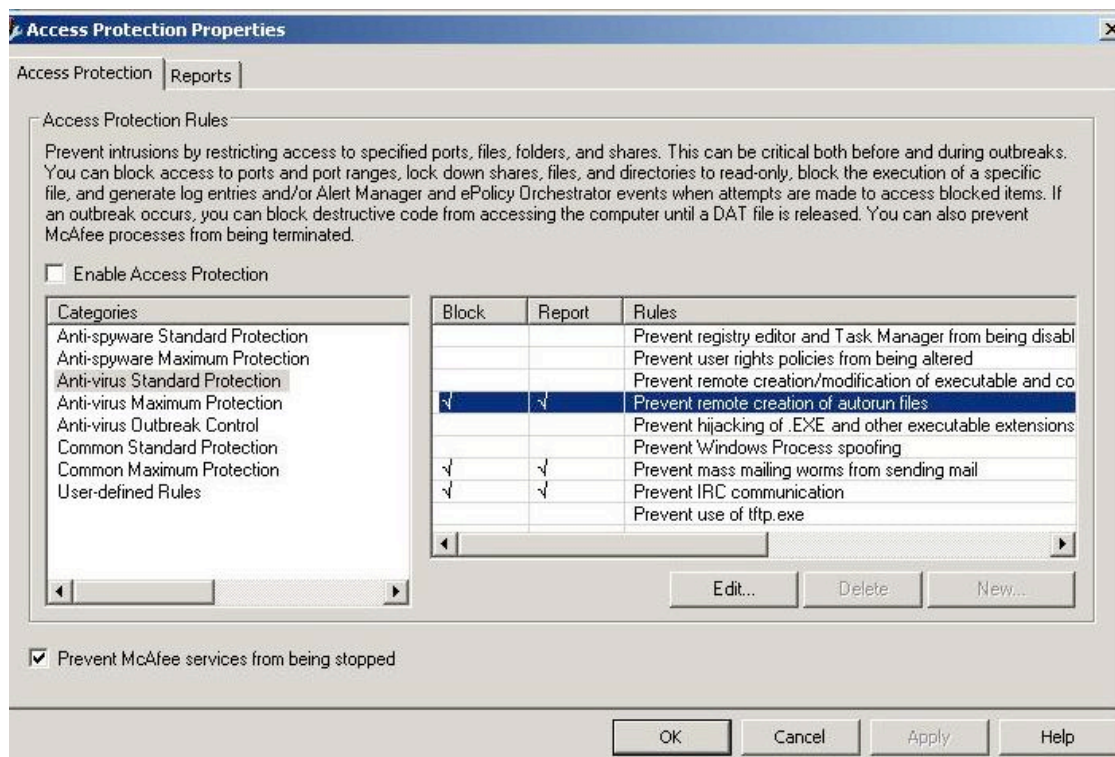 Access Protection Properties
Access Protection
Reports
Access Protection Rules
Prevent intrusions by restricting access to specified ports, files, folders, and shares. This can be critical both before and during outbreaks.
You can block access to ports and port ranges, lock down shares, files, and directories to read-only, block the execution of a specific
file, and generate log entries and/or Alert Manager and ePolicy Orchestrator events when attempts are made to access blocked items. If
an outbreak occurs, you can block destructive code from accessing the computer until a DAT file is released. You can also prevent
McAfee processes from being terminated.
Enable Access Protection
Categories
Anti-spyware Standard Protection
Anti-spyware Maximum Protection
Anti-virus Standard Protection
Anti-virus Maximum Protection
Anti-virus Outbreak Control
Common Standard Protection
Common Maximum Protection
User-defined Rules
Block Report Rules
Prevent registry editor and Task Manager from being disabl
Prevent user rights policies from being altered
Prevent remote creation/modification of executable and co
Prevent remote creation of autorun files
Prevent hijacking of .EXE and other executable extensions
Prevent Windows Process spoofing
Prevent mass mailing worms from sending mail
Prevent IRC communication
Prevent use of tftp.exe
Edit... Delete New...
Prevent McAfee services from being stopped
OK Cancel Apply Help